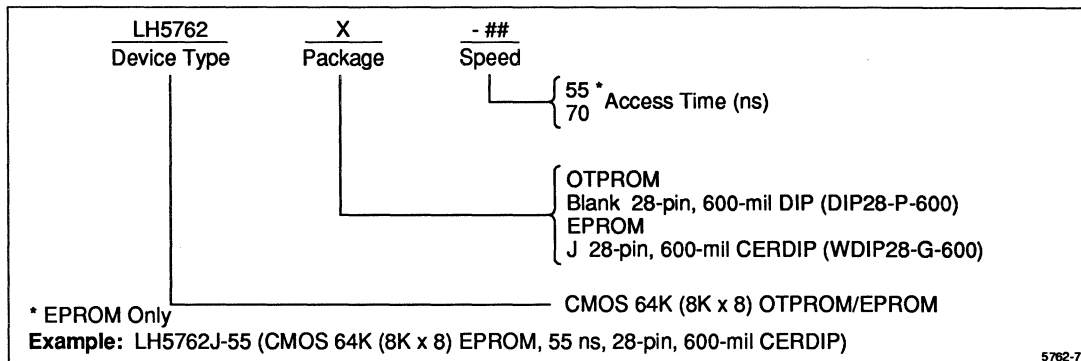 LH5762 X - ##
Device Type Package Speed
55 *
70
Access Time (ns)
OTPROM
Blank 28-pin, 600-mil DIP (DIP28-P-600)
EPROM
J 28-pin, 600-mil CERDIP (WDIP28-G-600)
CMOS 64K (8K x 8) OTPROM/EPROM
* EPROM Only
Example: LH5762J-55 (CMOS 64K (8K x 8) EPROM, 55 ns, 28-pin, 600-mil CERDIP)
5762-7